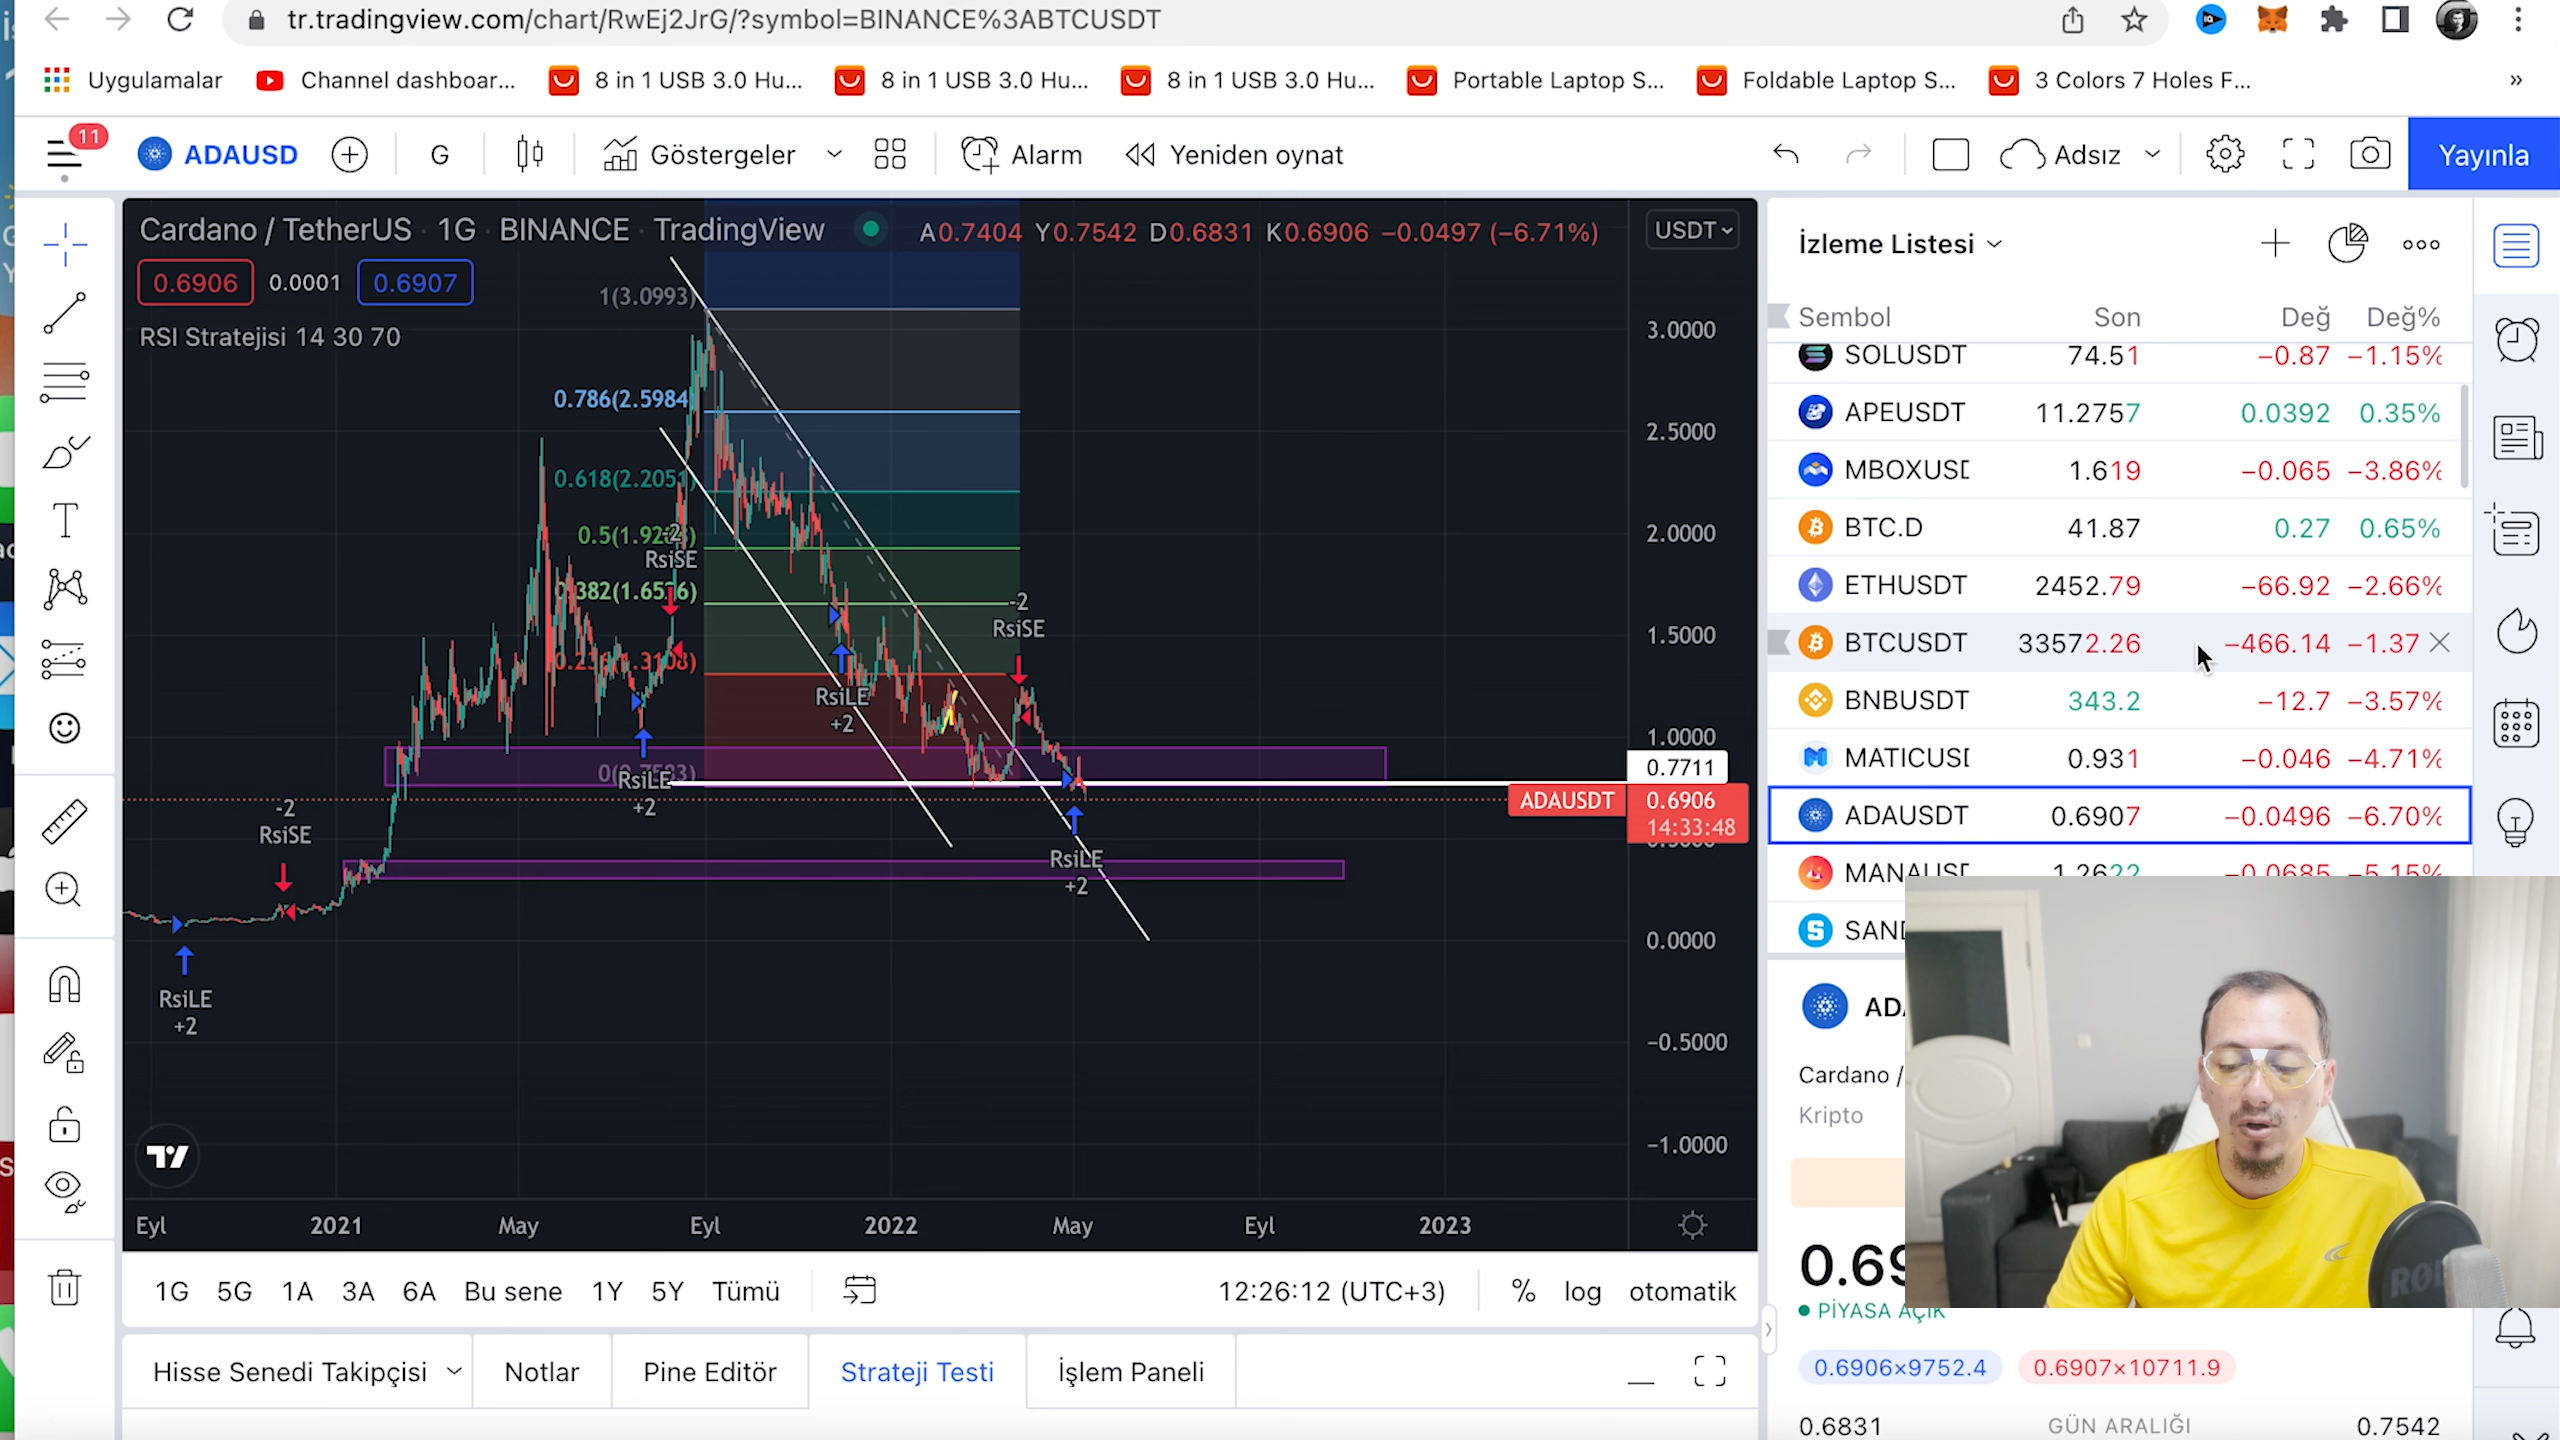 tr.tradingview.com/chart/RwEj2JrG/?symbol=BINANCE%3ABTCUSDT
Uygulamalar
Channel dashboar...
8 in 1 USB 3.0 Hu...
8 in 1 USB 3.0 Hu...
8 in 1 USB 3.0 Hu...
Portable Laptop S...
Foldable Laptop S...
3 Colors 7 Holes F...
»
11
ADAUSD
G
Göstergeler
Alarm
Yeniden oynat
Adsız
Yayınla
Cardano / TetherUS · 1G · BINANCE · TradingView
A0.7404 Y0.7542 D0.6831 K0.6906 −0.0497 (−6.71%)
USDT
0.6906
0.0001
0.6907
RSI Stratejisi 14 30 70
1(3.0993)
0.786(2.5984
0.618(2.2051)
-2
RsiSE
-2
RsiSE
RsiLE
+2
RsiLE
+2
-2
RsiSE
RsiLE
+2
RsiLE
+2
3.0000
2.5000
2.0000
1.5000
1.0000
0.7711
ADAUSDT
0.6906
14:33:48
0.0000
−0.5000
−1.0000
Eyl
2021
May
Eyl
2022
May
Eyl
2023
1G
5G
1A
3A
6A
Bu sene
1Y
5Y
Tümü
12:26:12 (UTC+3)
%
log
otomatik
Hisse Senedi Takipçisi
Notlar
Pine Editör
Strateji Testi
İşlem Paneli
İzleme Listesi
Sembol Son Değ Değ%
SOLUSDT 74.51 −0.87 −1.15%
APEUSDT 11.2757 0.0392 0.35%
MBOXUSD 1.619 −0.065 −3.86%
BTC.D 41.87 0.27 0.65%
ETHUSDT 2452.79 −66.92 −2.66%
BTCUSDT 33572.26 −466.14 −1.37
BNBUSDT 343.2 −12.7 −3.57%
MATICUSD 0.931 −0.046 −4.71%
ADAUSDT 0.6907 −0.0496 −6.70%
MANAUSD 1.2622 −0.0685 −5.15%
SAND
ADA
Cardano /
Kripto
0.69
PİYASA AÇIK
0.6906×9752.4
0.6907×10711.9
0.6831
GÜN ARALIĞI
0.7542